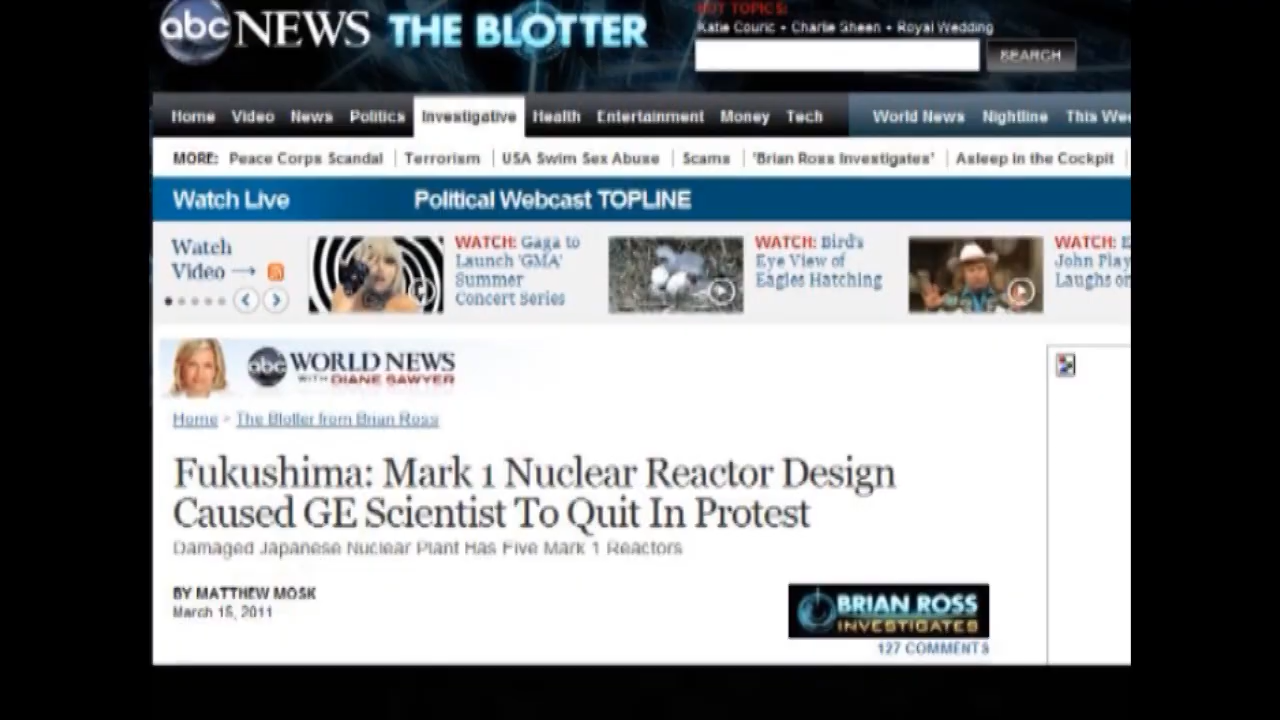 HOT TOPICS:
abc NEWS THE BLOTTER
Katie Couric • Charlie Sheen • Royal Wedding
SEARCH
Home Video News Politics Investigative Health Entertainment Money Tech World News Nightline This We
MORE: Peace Corps Scandal | Terrorism | USA Swim Sex Abuse | Scams | 'Brian Ross Investigates' | Asleep in the Cockpit |
Watch Live Political Webcast TOPLINE
Watch
Video →
WATCH: Gaga to
Launch 'GMA'
Summer
Concert Series
WATCH: Bird's
Eye View of
Eagles Hatching
WATCH:
John Play
Laughs on
abc WORLD NEWS
WITH DIANE SAWYER
Home > The Blotter from Brian Ross
Fukushima: Mark 1 Nuclear Reactor Design
Caused GE Scientist To Quit In Protest
Damaged Japanese Nuclear Plant Has Five Mark 1 Reactors
BY MATTHEW MOSK
March 15, 2011
BRIAN ROSS
INVESTIGATES
127 COMMENTS